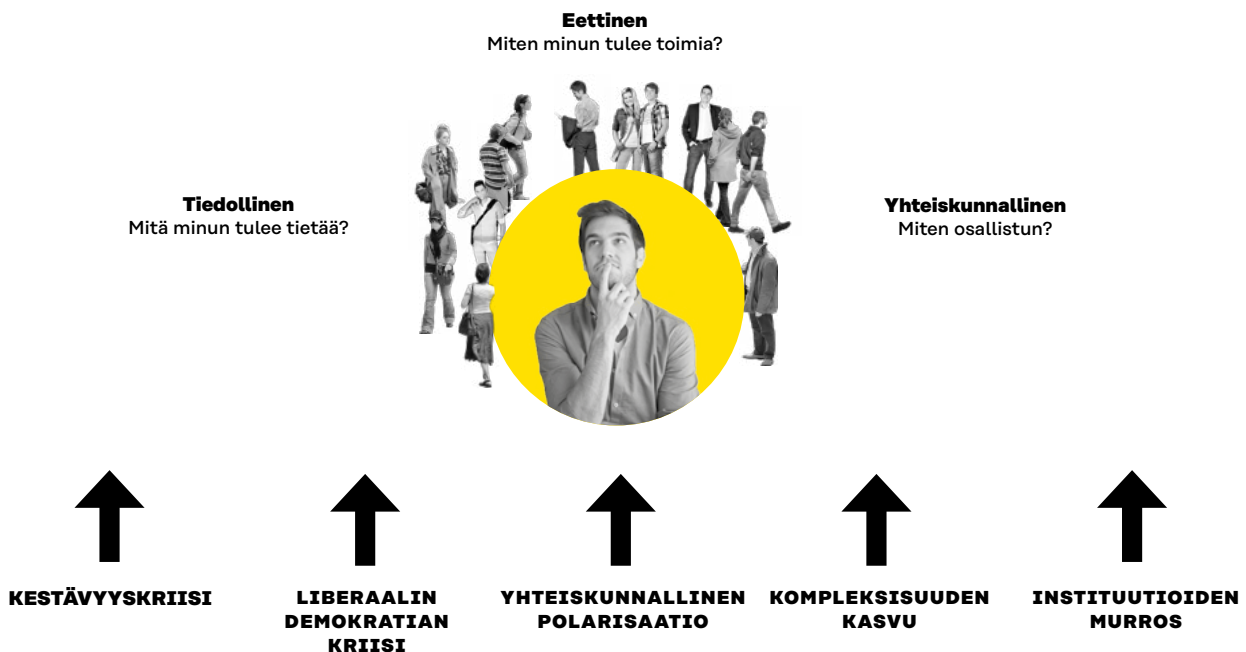 Eettinen
Miten minun tulee toimia?
Tiedollinen
Mitä minun tulee tietää?
Yhteiskunnallinen
Miten osallistun?
KESTÄVYYSKRIISI
LIBERAALIN
DEMOKRATIAN
KRIISI
YHTEISKUNNALLINEN
POLARISAATIO
KOMPLEKSISUUDEN
KASVU
INSTITUUTIOIDEN
MURROS